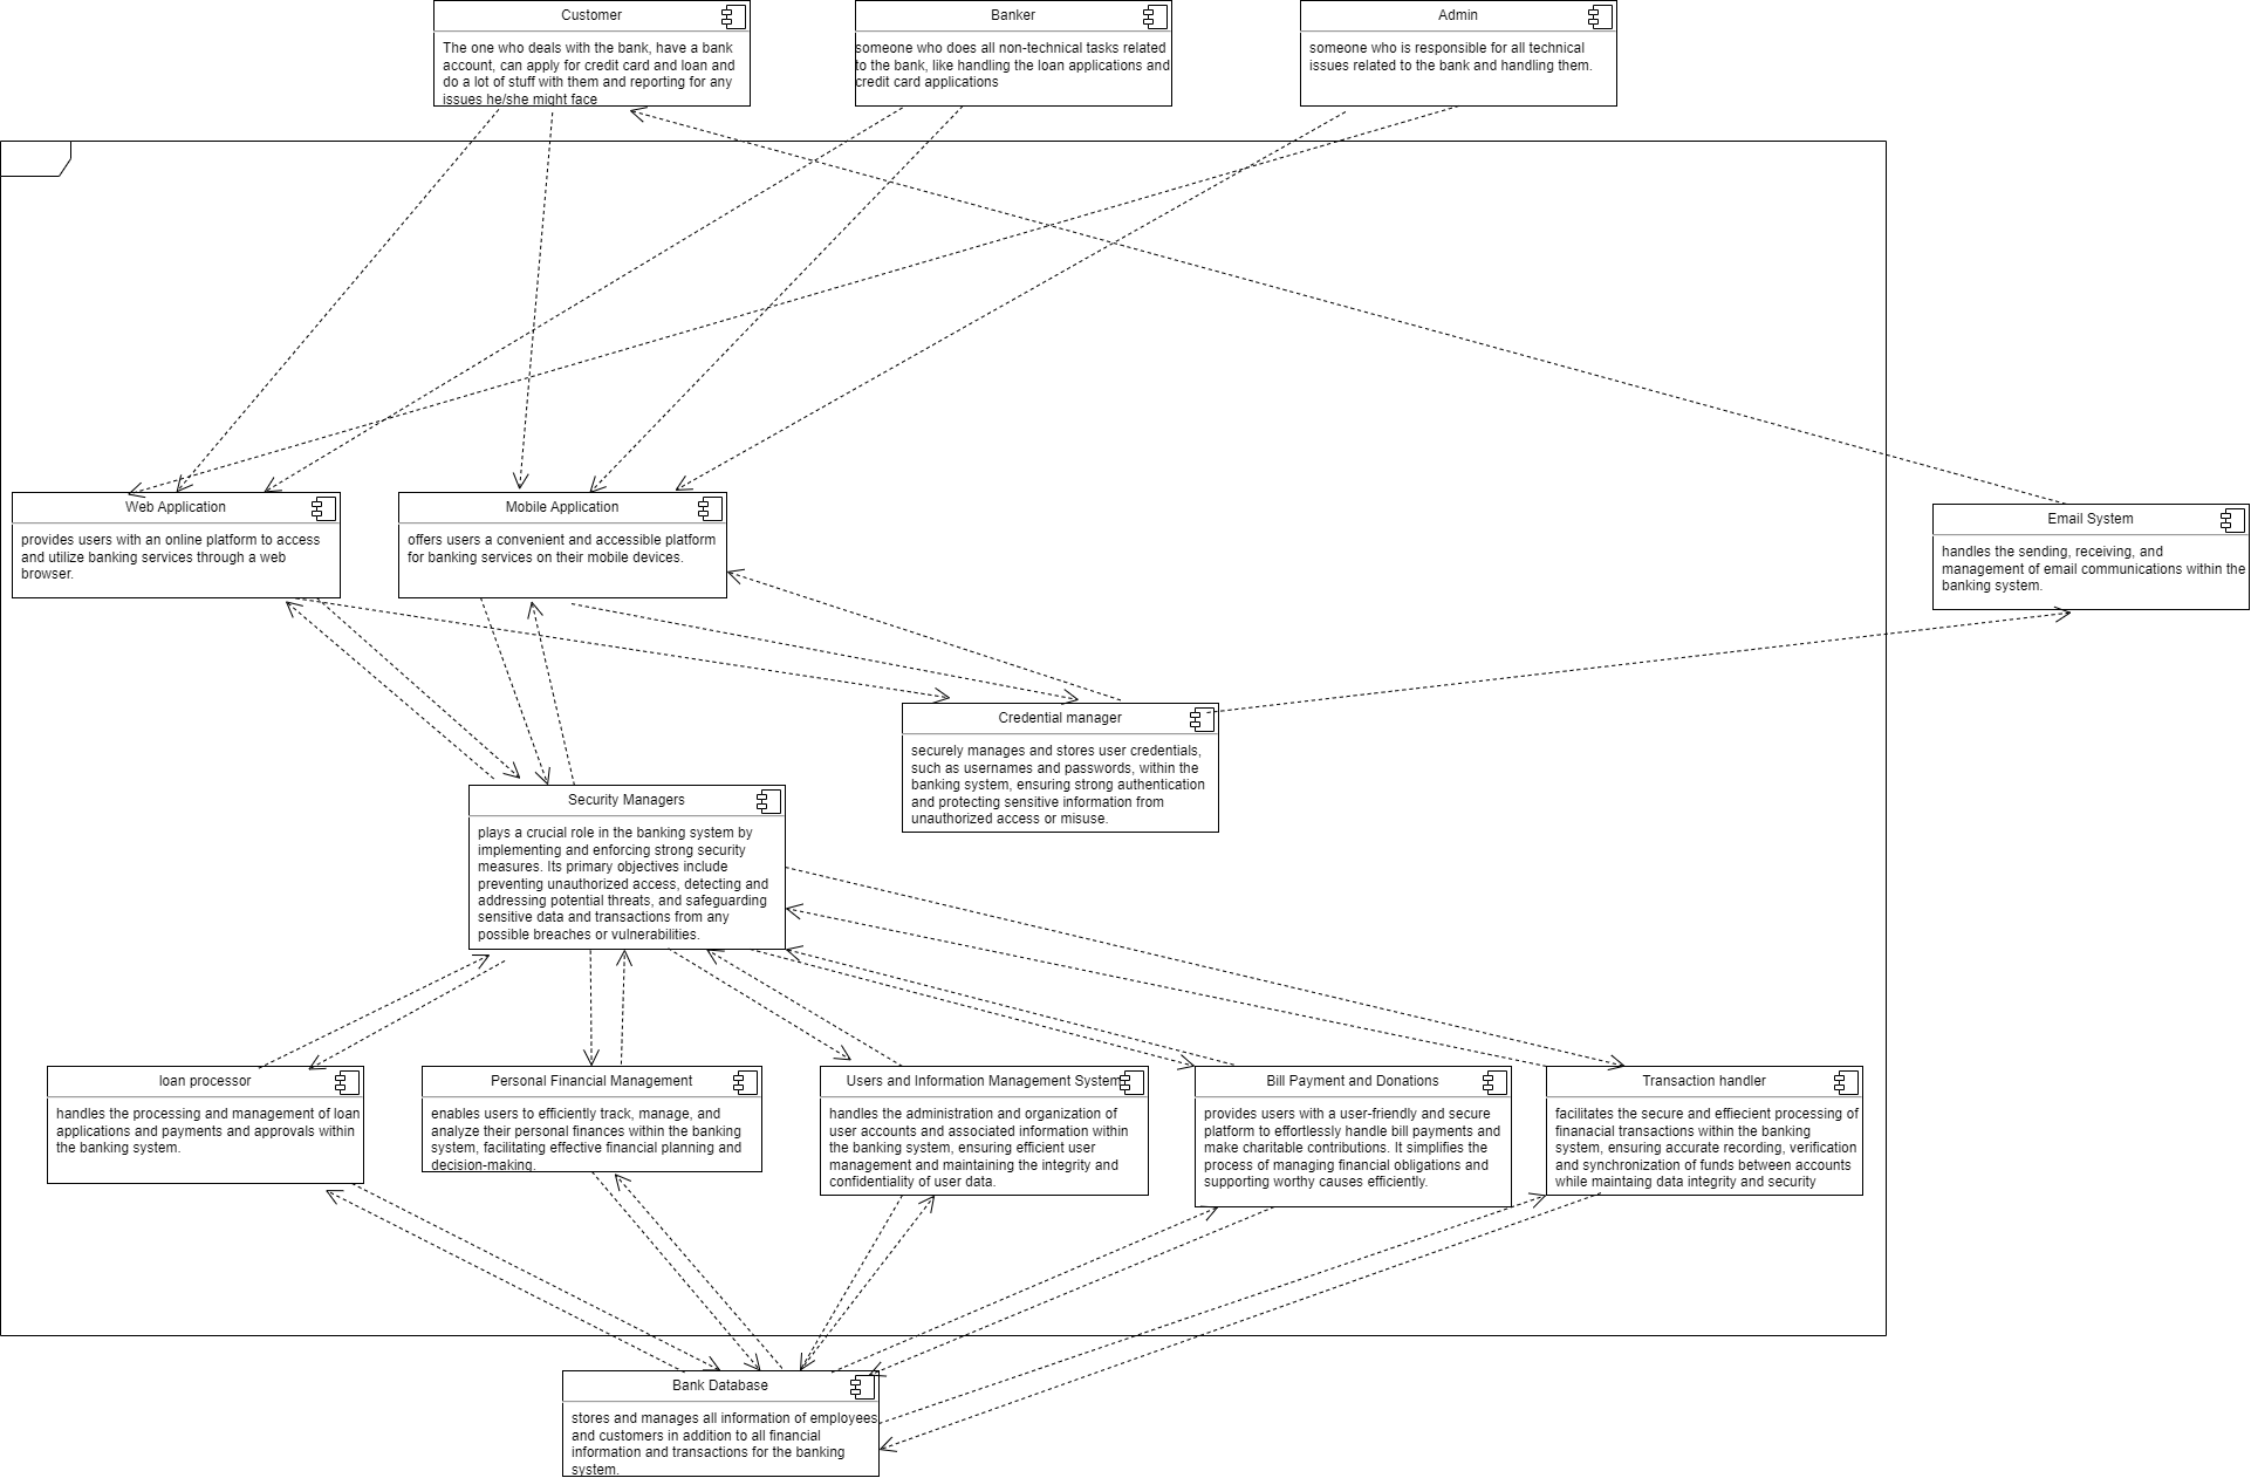 Customer
The one who deals with the bank, have a bank
account, can apply for credit card and loan and
do a lot of stuff with them and reporting for any
issues he/she might face
Banker
someone who does all non-technical tasks related
to the bank, like handling the loan applications and
credit card applications
Admin
someone who is responsible for all technical
issues related to the bank and handling them.
Web Application
provides users with an online platform to access
and utilize banking services through a web
browser.
Mobile Application
offers users a convenient and accessible platform
for banking services on their mobile devices.
Email System
handles the sending, receiving, and
management of email communications within the
banking system.
Credential manager
securely manages and stores user credentials,
such as usernames and passwords, within the
banking system, ensuring strong authentication
and protecting sensitive information from
unauthorized access or misuse.
Security Managers
plays a crucial role in the banking system by
implementing and enforcing strong security
measures. Its primary objectives include
preventing unauthorized access, detecting and
addressing potential threats, and safeguarding
sensitive data and transactions from any
possible breaches or vulnerabilities.
loan processor
handles the processing and management of loan
applications and payments and approvals within
the banking system.
Personal Financial Management
enables users to efficiently track, manage, and
analyze their personal finances within the banking
system, facilitating effective financial planning and
decision-making.
Users and Information Management System
handles the administration and organization of
user accounts and associated information within
the banking system, ensuring efficient user
management and maintaining the integrity and
confidentiality of user data.
Bill Payment and Donations
provides users with a user-friendly and secure
platform to effortlessly handle bill payments and
make charitable contributions. It simplifies the
process of managing financial obligations and
supporting worthy causes efficiently.
Transaction handler
facilitates the secure and effiecient processing of
finanacial transactions within the banking
system, ensuring accurate recording, verification
and synchronization of funds between accounts
while maintaing data integrity and security
Bank Database
stores and manages all information of employees
and customers in addition to all financial
information and transactions for the banking
system.